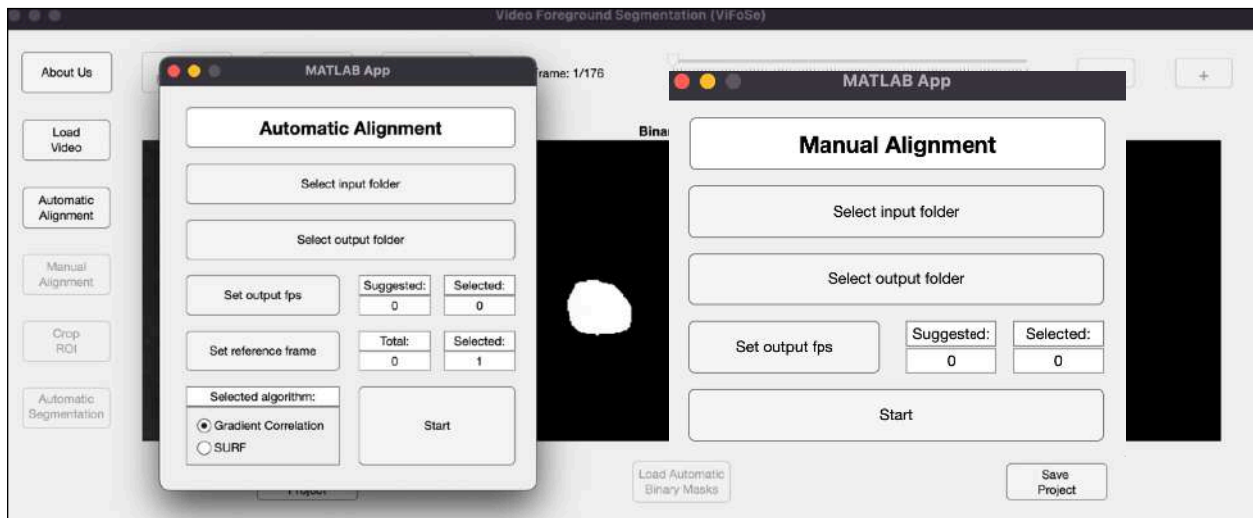 Video Foreground Segmentation (ViFoSe)
About Us
rame: 1/176
+
Load
Video
Automatic
Alignment
Manual
Alignment
Crop
ROI
Automatic
Segmentation
MATLAB App
Automatic Alignment
Select input folder
Select output folder
Set output fps
Suggested:
0
Selected:
0
Set reference frame
Total:
0
Selected:
1
Selected algorithm:
Gradient Correlation
SURF
Start
Project
Bina
MATLAB App
Manual Alignment
Select input folder
Select output folder
Set output fps
Suggested:
0
Selected:
0
Start
Load Automatic
Binary Masks
Save
Project